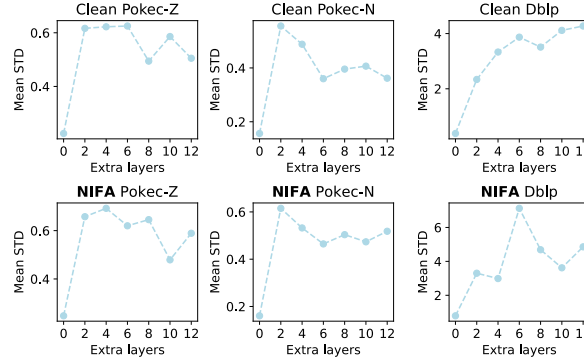 Clean Pokec-Z
Mean STD
0.6
0.4
0 2 4 6 8 10 12
Extra layers
Clean Pokec-N
Mean STD
0.4
0.2
0 2 4 6 8 10 12
Extra layers
Clean Dblp
Mean STD
4
2
0 2 4 6 8 10 12
Extra layers
NIFA Pokec-Z
Mean STD
0.6
0.4
0 2 4 6 8 10 12
Extra layers
NIFA Pokec-N
Mean STD
0.6
0.4
0.2
0 2 4 6 8 10 12
Extra layers
NIFA Dblp
Mean STD
6
4
2
0 2 4 6 8 10 12
Extra layers